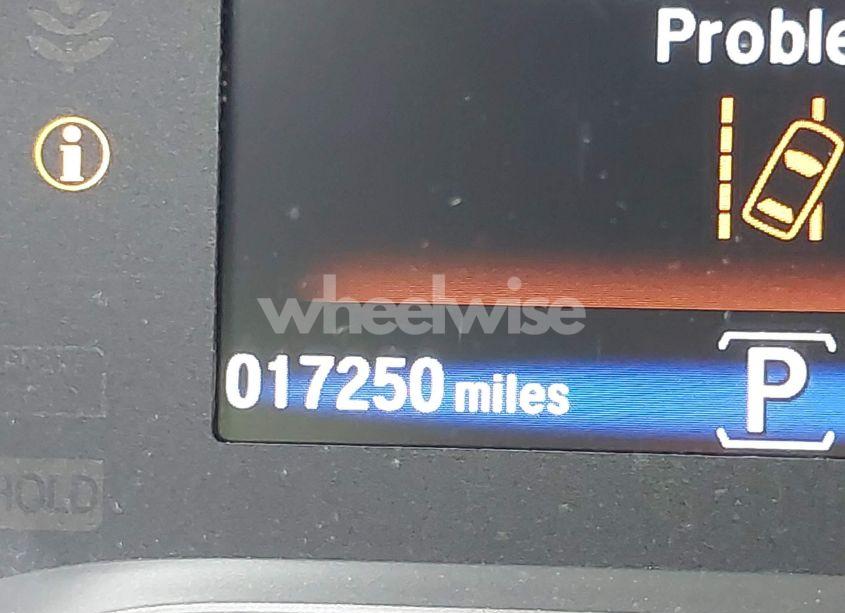 Proble
i
wheelwise
017250 miles
P
HOLD